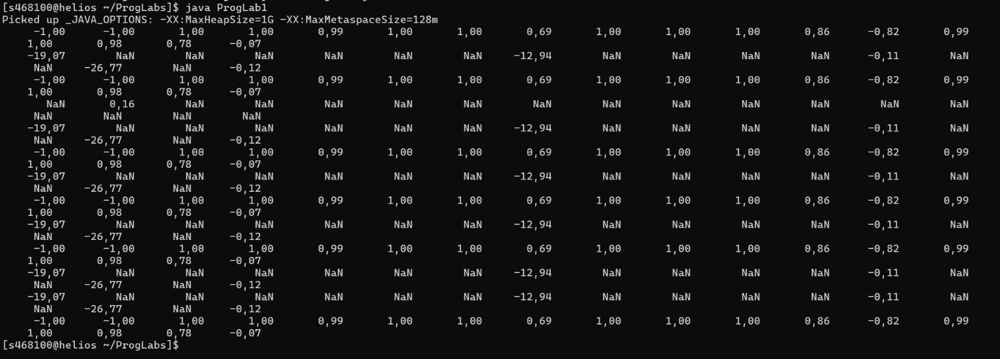 [s468100@helios ~/ProgLabs]$ java ProgLab1
Picked up _JAVA_OPTIONS: -XX:MaxHeapSize=1G -XX:MaxMetaspaceSize=128m
     -1,00      -1,00       1,00       1,00       0,99       1,00       1,00       0,69       1,00       1,00       1,00       0,86      -0,82       0,99
    1,00       0,98       0,78      -0,07
    -19,07        NaN        NaN        NaN        NaN        NaN        NaN     -12,94        NaN        NaN        NaN        NaN      -0,11        NaN
     NaN     -26,77        NaN      -0,12
     -1,00      -1,00       1,00       1,00       0,99       1,00       1,00       0,69       1,00       1,00       1,00       0,86      -0,82       0,99
    1,00       0,98       0,78      -0,07
       NaN       0,16        NaN        NaN        NaN        NaN        NaN        NaN        NaN        NaN        NaN        NaN        NaN        NaN
     NaN        NaN        NaN        NaN
    -19,07        NaN        NaN        NaN        NaN        NaN        NaN     -12,94        NaN        NaN        NaN        NaN      -0,11        NaN
     NaN     -26,77        NaN      -0,12
     -1,00      -1,00       1,00       1,00       0,99       1,00       1,00       0,69       1,00       1,00       1,00       0,86      -0,82       0,99
    1,00       0,98       0,78      -0,07
    -19,07        NaN        NaN        NaN        NaN        NaN        NaN     -12,94        NaN        NaN        NaN        NaN      -0,11        NaN
     NaN     -26,77        NaN      -0,12
     -1,00      -1,00       1,00       1,00       0,99       1,00       1,00       0,69       1,00       1,00       1,00       0,86      -0,82       0,99
    1,00       0,98       0,78      -0,07
    -19,07        NaN        NaN        NaN        NaN        NaN        NaN     -12,94        NaN        NaN        NaN        NaN      -0,11        NaN
     NaN     -26,77        NaN      -0,12
     -1,00      -1,00       1,00       1,00       0,99       1,00       1,00       0,69       1,00       1,00       1,00       0,86      -0,82       0,99
    1,00       0,98       0,78      -0,07
    -19,07        NaN        NaN        NaN        NaN        NaN        NaN     -12,94        NaN        NaN        NaN        NaN      -0,11        NaN
     NaN     -26,77        NaN      -0,12
    -19,07        NaN        NaN        NaN        NaN        NaN        NaN     -12,94        NaN        NaN        NaN        NaN      -0,11        NaN
     NaN     -26,77        NaN      -0,12
     -1,00      -1,00       1,00       1,00       0,99       1,00       1,00       0,69       1,00       1,00       1,00       0,86      -0,82       0,99
    1,00       0,98       0,78      -0,07
[s468100@helios ~/ProgLabs]$